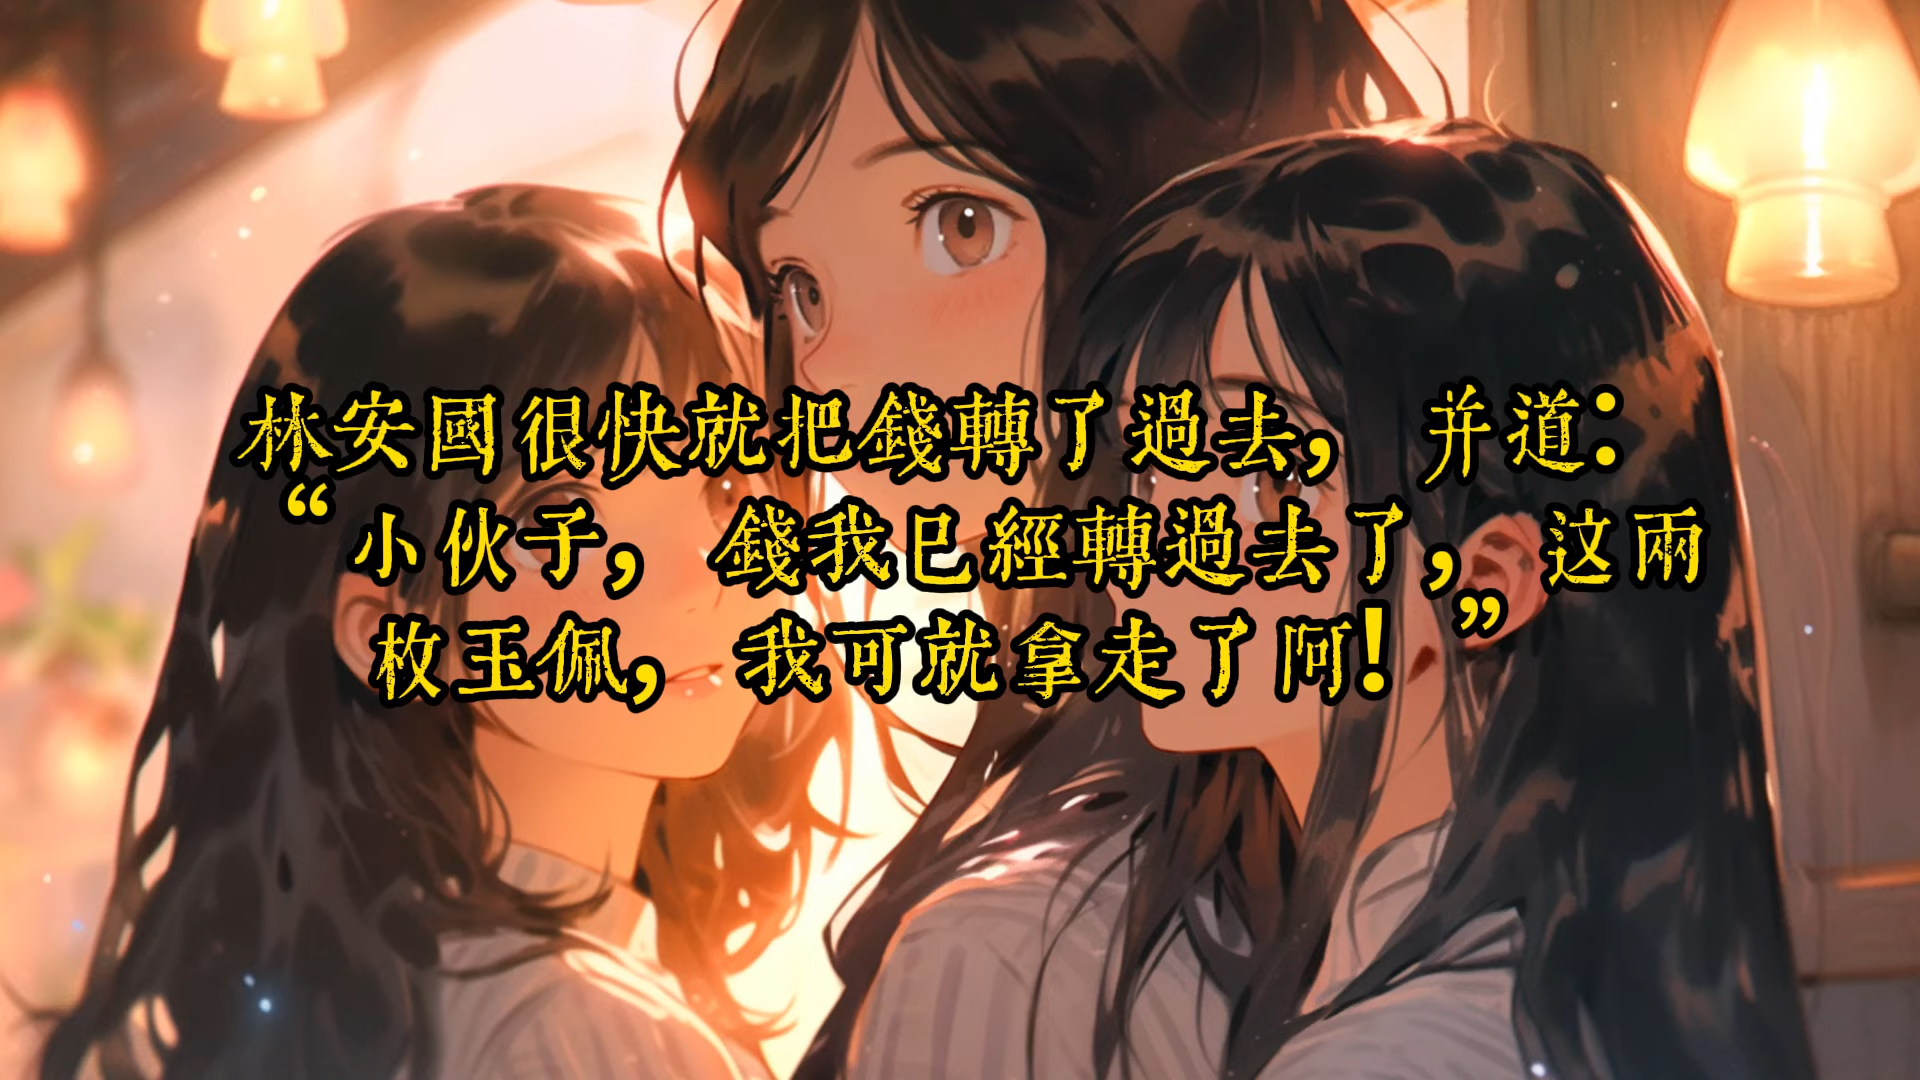 林安國很快就把錢轉了過去，并道：
“小伙子，錢我已經轉過去了，这兩
枚玉佩，我可就拿走了阿！”